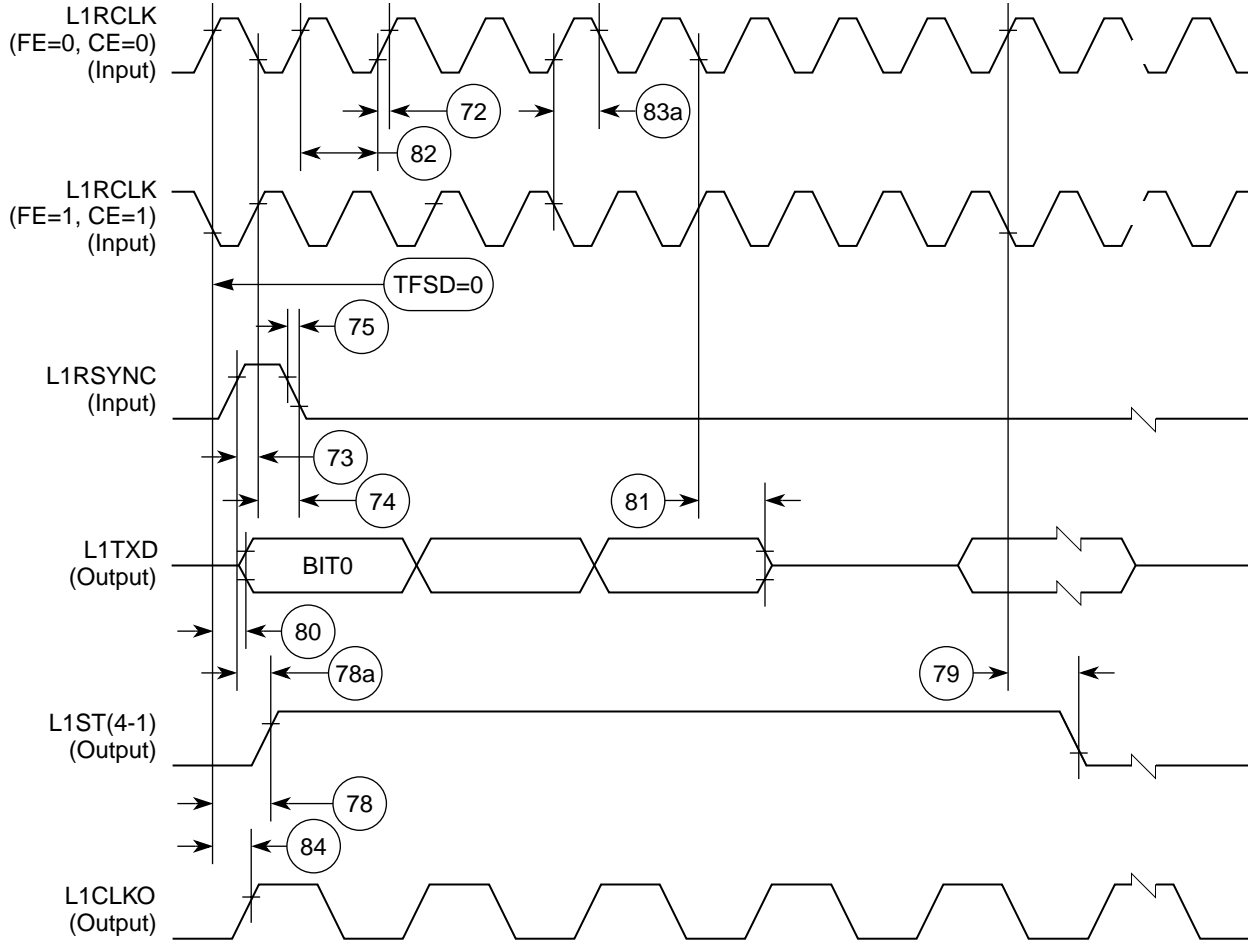 L1RCLK
(FE=0, CE=0)
(Input)
72
83a
82
L1RCLK
(FE=1, CE=1)
(Input)
TFSD=0
75
L1RSYNC
(Input)
73
74
81
L1TXD
(Output)
BIT0
80
78a
79
L1ST(4-1)
(Output)
78
84
L1CLKO
(Output)